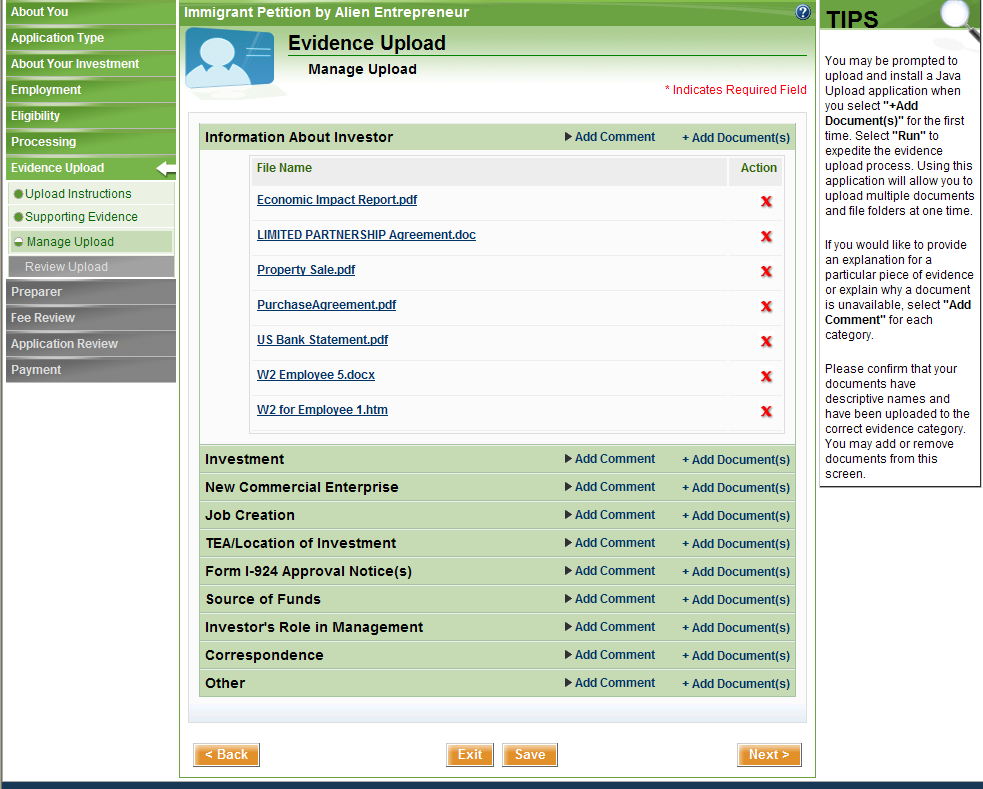 About You
Application Type
About Your Investment
Employment
Eligibility
Processing
Evidence Upload
Upload Instructions
Supporting Evidence
Manage Upload
Review Upload
Preparer
Fee Review
Application Review
Payment
Immigrant Petition by Alien Entrepreneur ?
Evidence Upload
Manage Upload
* Indicates Required Field
Information About Investor Add Comment + Add Document(s)
File Name Action
Economic Impact Report.pdf X
LIMITED PARTNERSHIP Agreement.doc X
Property Sale.pdf X
PurchaseAgreement.pdf X
US Bank Statement.pdf X
W2 Employee 5.docx X
W2 for Employee 1.htm X
Investment Add Comment + Add Document(s)
New Commercial Enterprise Add Comment + Add Document(s)
Job Creation Add Comment + Add Document(s)
TEA/Location of Investment Add Comment + Add Document(s)
Form I-924 Approval Notice(s) Add Comment + Add Document(s)
Source of Funds Add Comment + Add Document(s)
Investor's Role in Management Add Comment + Add Document(s)
Correspondence Add Comment + Add Document(s)
Other Add Comment + Add Document(s)
< Back Exit Save Next >
TIPS
You may be prompted to
upload and install a Java
Upload application when
you select "+Add
Document(s)" for the first
time. Select "Run" to
expedite the evidence
upload process. Using this
application will allow you to
upload multiple documents
and file folders at one time.
If you would like to provide
an explanation for a
particular piece of evidence
or explain why a document
is unavailable, select "Add
Comment" for each
category.
Please confirm that your
documents have
descriptive names and
have been uploaded to the
correct evidence category.
You may add or remove
documents from this
screen.